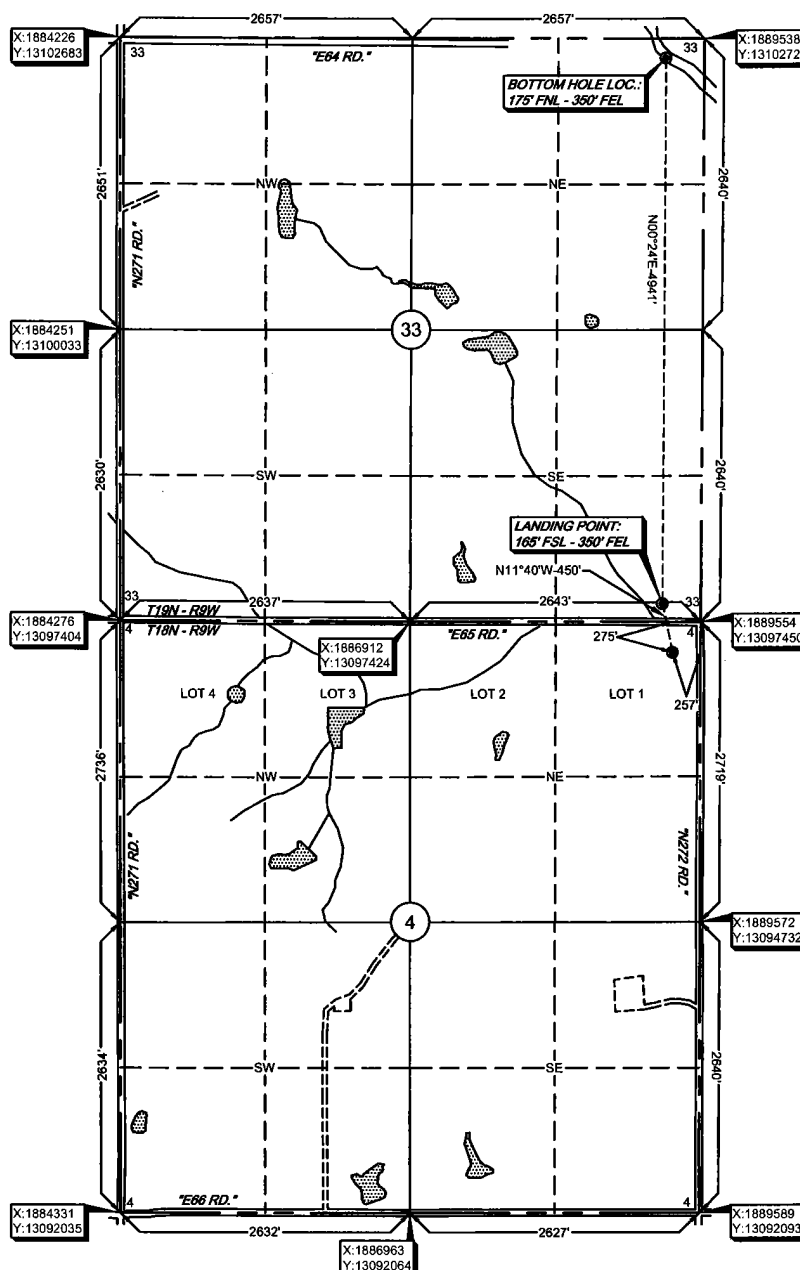 2657'
2657'
X:1884226
Y:13102683
X:1889538
Y:1310272
33
33
"E64 RD."
BOTTOM HOLE LOC.:
175' FNL - 350' FEL
2651'
NW
NE
2640'
"N271 RD."
N00°24'E-4941'
X:1884251
Y:13100033
33
2630'
SW
SE
2640'
LANDING POINT:
165' FSL - 350' FEL
N11°40'W-450'
33
33
T19N - R9W
2637'
2643'
X:1884276
Y:13097404
T18N - R9W
4
4
"E65 RD."
X:1889554
Y:13097450
X:1886912
Y:13097424
275'
LOT 4
LOT 3
LOT 2
LOT 1
257'
2736'
NW
NE
2719'
"N271 RD."
"N272 RD."
4
X:1889572
Y:13094732
2634'
SW
SE
2640'
"E66 RD."
4
4
X:1884331
Y:13092035
X:1889589
Y:13092093
2632'
2627'
X:1886963
Y:13092064